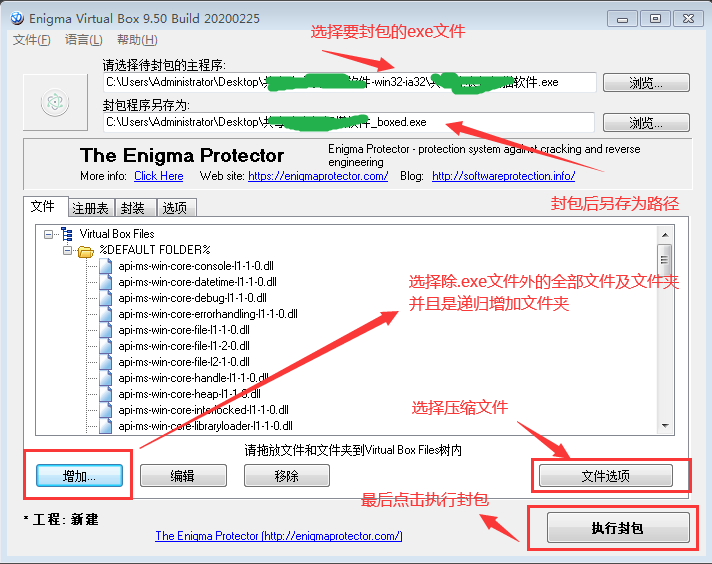 Enigma Virtual Box 9.50 Build 20200225
文件(F) 语言(L) 帮助(H)
选择要封包的exe文件
请选择待封包的主程序:
C:\Users\Administrator\Desktop\共 软件-win32-ia32\共 软件.exe
浏览...
封包程序另存为:
C:\Users\Administrator\Desktop\ 软件_boxed.exe
浏览...
The Enigma Protector
Enigma Protector - protection system against cracking and reverse
engineering
More info: Click Here Web site: https://enigmaprotector.com/ Blog: http://softwareprotection.info/
封包后另存为路径
文件 注册表 封装 选项
Virtual Box Files
%DEFAULT FOLDER%
api-ms-win-core-console-l1-1-0.dll
api-ms-win-core-datetime-l1-1-0.dll
api-ms-win-core-debug-l1-1-0.dll
api-ms-win-core-errorhandling-l1-1-0.dll
api-ms-win-core-file-l1-1-0.dll
api-ms-win-core-file-l1-2-0.dll
api-ms-win-core-file-l2-1-0.dll
api-ms-win-core-handle-l1-1-0.dll
api-ms-win-core-heap-l1-1-0.dll
api-ms-win-core-interlocked-l1-1-0.dll
api-ms-win-core-libraryloader-l1-1-0.dll
选择除.exe文件外的全部文件及文件夹
并且是递归增加文件夹
选择压缩文件
请拖放文件和文件夹到Virtual Box Files树内
增加... 编辑 移除 文件选项
最后点击执行封包
* 工程: 新建
执行封包
The Enigma Protector (http://enigmaprotector.com/)